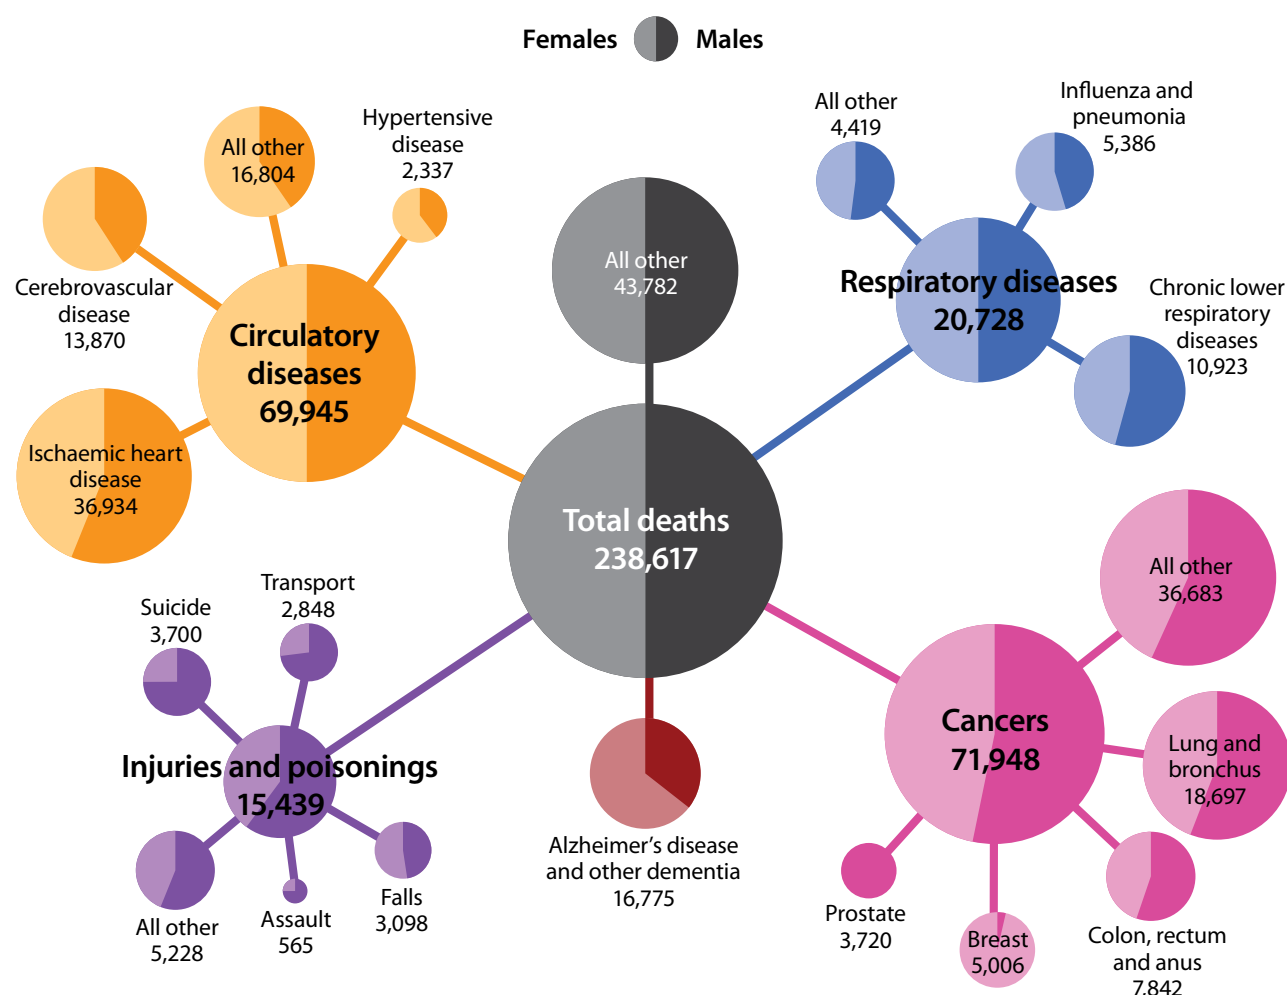 Females
Males
All other
16,804
Hypertensive
disease
2,337
Cerebrovascular
disease
13,870
Circulatory
diseases
69,945
Ischaemic heart
disease
36,934
All other
43,782
All other
4,419
Influenza and
pneumonia
5,386
Respiratory diseases
20,728
Chronic lower
respiratory
diseases
10,923
Total deaths
238,617
Suicide
3,700
Transport
2,848
Injuries and poisonings
15,439
All other
5,228
Assault
565
Falls
3,098
Alzheimer’s disease
and other dementia
16,775
All other
36,683
Cancers
71,948
Lung and
bronchus
18,697
Prostate
3,720
Breast
5,006
Colon, rectum
and anus
7,842